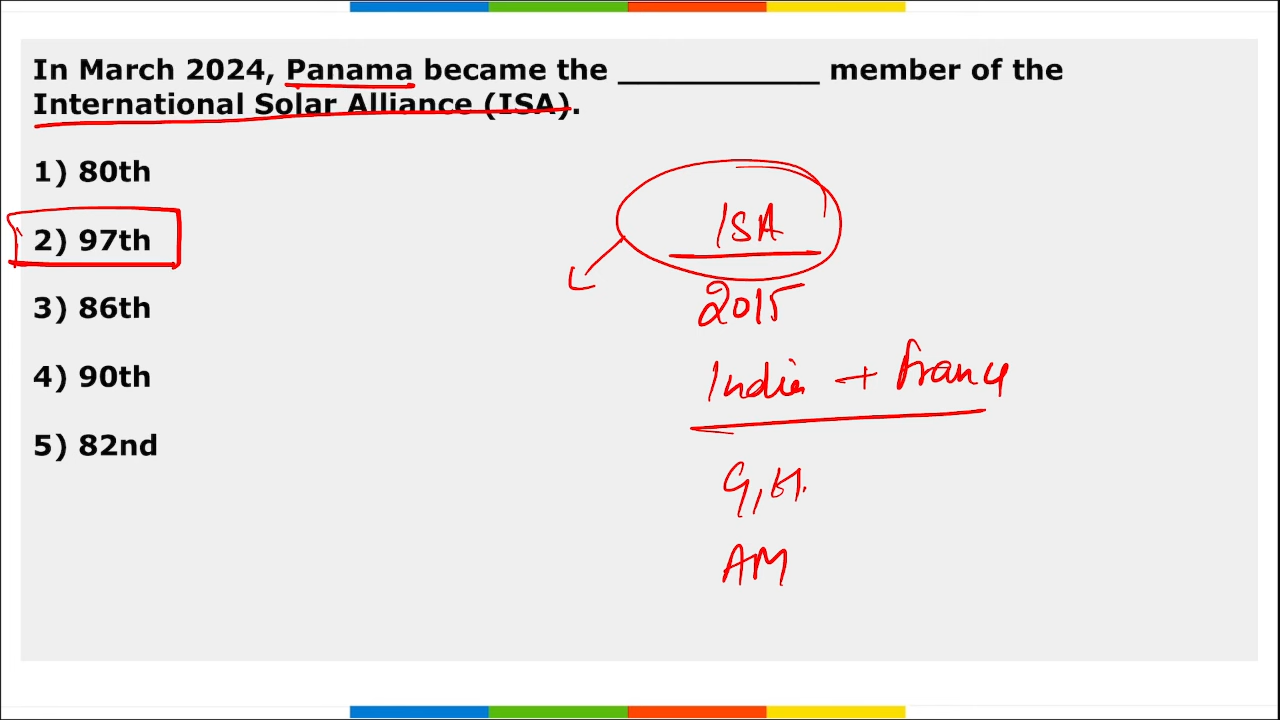 In March 2024, Panama became the ____________ member of the
International Solar Alliance (ISA).
1) 80th
2) 97th
3) 86th
4) 90th
5) 82nd
ISA
2015
India + France
G, H.
AM